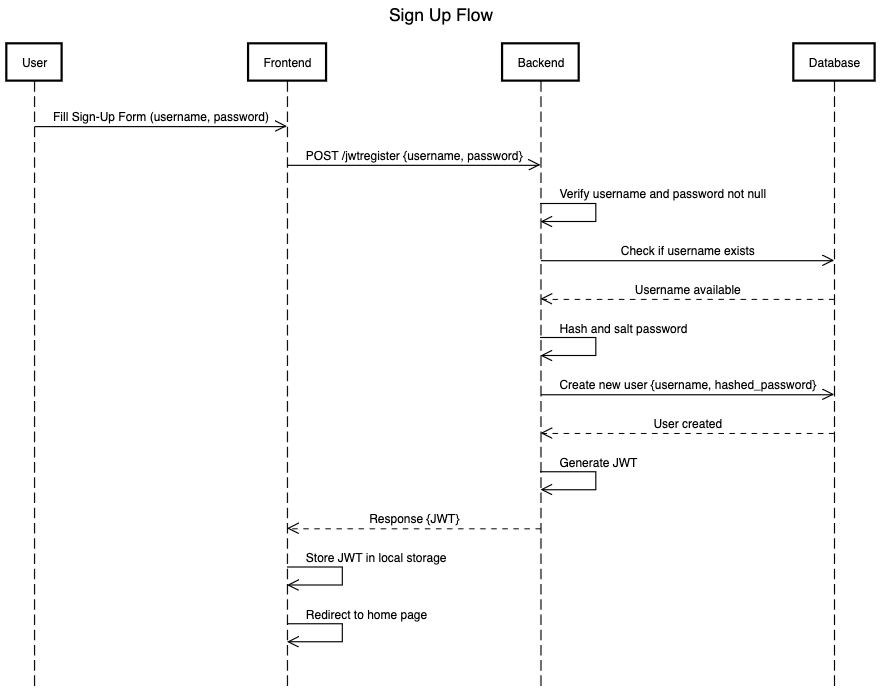 Sign Up Flow
User
Frontend
Backend
Database
Fill Sign-Up Form (username, password)
POST /jwtregister {username, password}
Verify username and password not null
Check if username exists
Username available
Hash and salt password
Create new user {username, hashed_password}
User created
Generate JWT
Response {JWT}
Store JWT in local storage
Redirect to home page